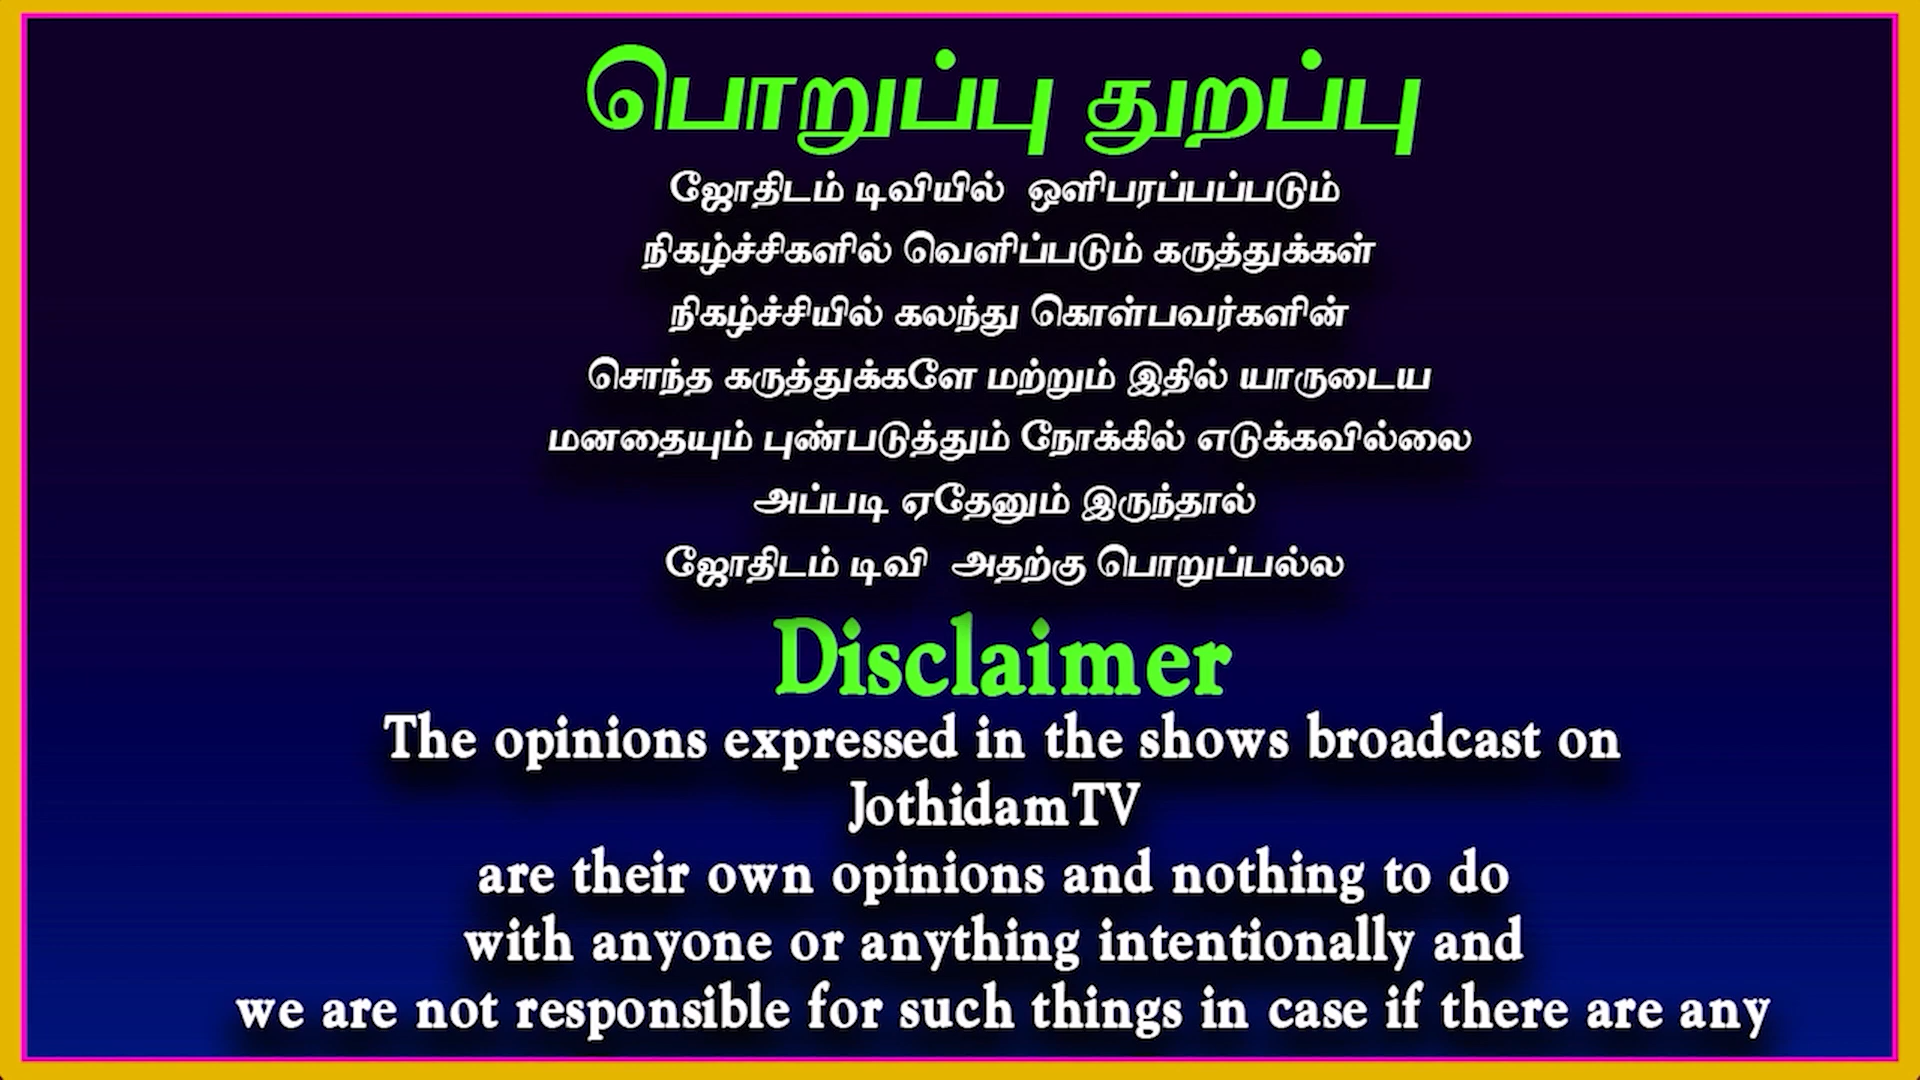 பொறுப்பு துறப்பு
ஜோதிடம் டிவியில் ஒளிபரப்பப்படும்
நிகழ்ச்சிகளில் வெளிப்படும் கருத்துக்கள்
நிகழ்ச்சியில் கலந்து கொள்பவர்களின்
சொந்த கருத்துக்களே மற்றும் இதில் யாருடைய
மனதையும் புண்படுத்தும் நோக்கில் எடுக்கவில்லை
அப்படி ஏதேனும் இருந்தால்
ஜோதிடம் டிவி அதற்கு பொறுப்பல்ல
Disclaimer
The opinions expressed in the shows broadcast on
JothidamTV
are their own opinions and nothing to do
with anyone or anything intentionally and
we are not responsible for such things in case if there are any